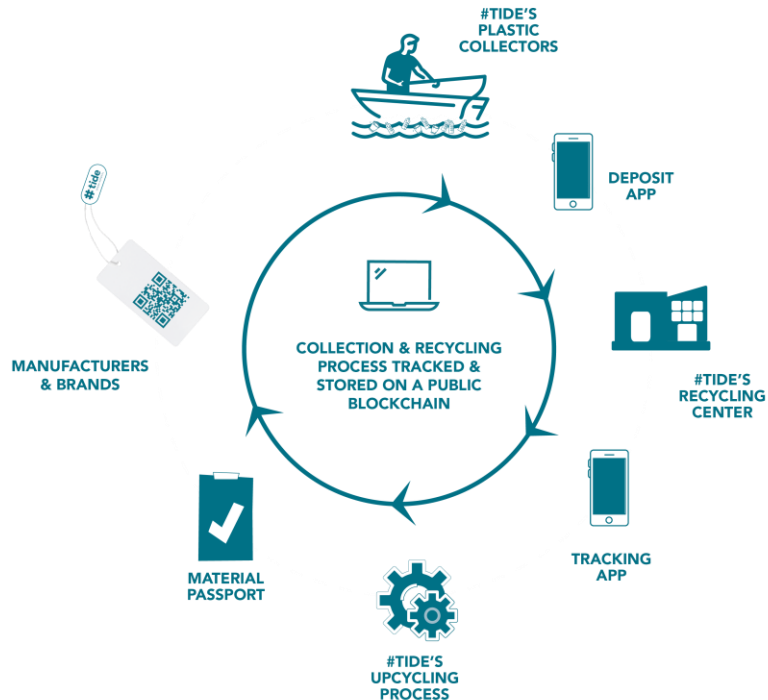 #TIDE'S
PLASTIC
COLLECTORS
DEPOSIT
APP
#TIDE'S
RECYCLING
CENTER
TRACKING
APP
#TIDE'S
UPCYCLING
PROCESS
MATERIAL
PASSPORT
MANUFACTURERS
& BRANDS
#tide
COLLECTION & RECYCLING
PROCESS TRACKED &
STORED ON A PUBLIC
BLOCKCHAIN